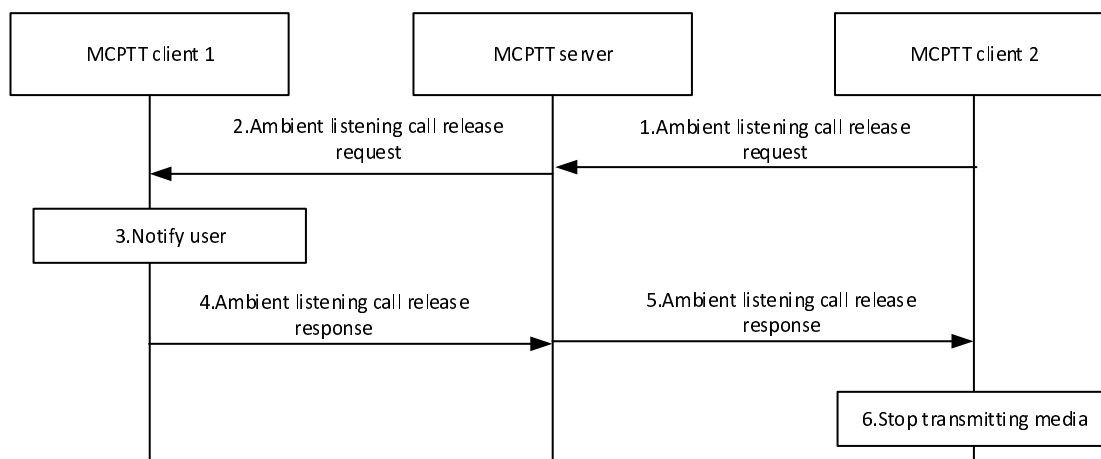 MCPTT client 1
MCPTT server
MCPTT client 2
2.Ambient listening call release
request
1.Ambient listening call release
request
3.Notify user
4.Ambient listening call release
response
5.Ambient listening call release
response
6.Stop transmitting media